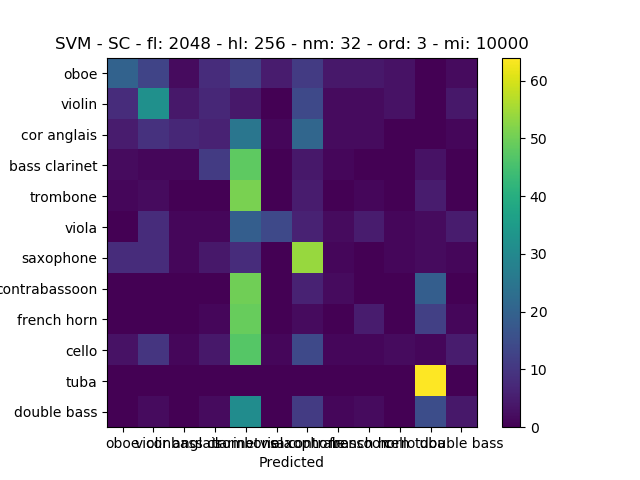 SVM - SC - fl: 2048 - hl: 256 - nm: 32 - ord: 3 - mi: 10000
oboe
violin
cor anglais
bass clarinet
trombone
viola
saxophone
contrabassoon
french horn
cello
tuba
double bass
60
50
40
30
20
10
0
oboe violin double bass
Predicted